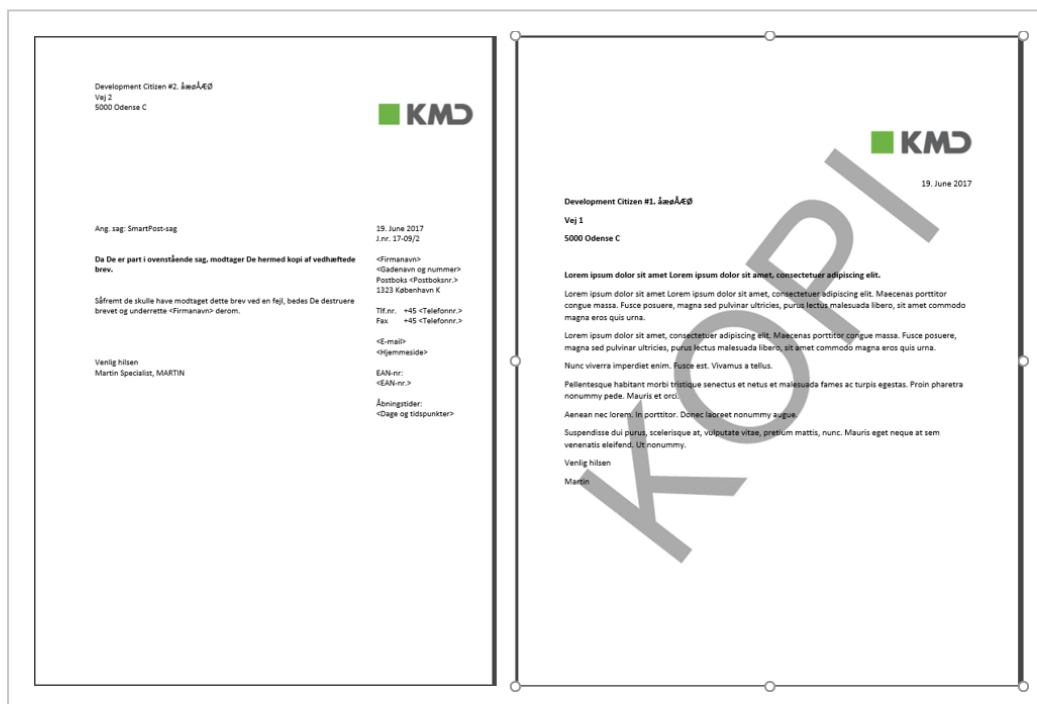 Development Citizen #2. åæøÅÆØ
Vej 2
5000 Odense C
KMD
Ang. sag: SmartPost-sag
19. June 2017
J.nr. 17-09/2
Da De er part i ovenstående sag, modtager De hermed kopi af vedhæftede
brev.
Såfremt de skulle have modtaget dette brev ved en fejl, bedes De destruere
brevet og underrette <Firmanavn> derom.
Venlig hilsen
Martin Specialist, MARTIN
<Firmanavn>
<Gadenavn og nummer>
Postboks <Postboksnr.>
1323 København K
Tlf.nr. +45 <Telefonnr.>
Fax +45 <Telefonnr.>
<E-mail>
<Hjemmeside>
EAN-nr:
<EAN-nr.>
Åbningstider:
<Dage og tidspunkter>
KMD
19. June 2017
Development Citizen #1. åæøÅÆØ
Vej 1
5000 Odense C
Lorem ipsum dolor sit amet Lorem ipsum dolor sit amet, consectetuer adipiscing elit.
Lorem ipsum dolor sit amet Lorem ipsum dolor sit amet, consectetuer adipiscing elit. Maecenas porttitor
congue massa. Fusce posuere, magna sed pulvinar ultricies, purus lectus malesuada libero, sit amet commodo
magna eros quis urna.
Lorem ipsum dolor sit amet, consectetuer adipiscing elit. Maecenas porttitor congue massa. Fusce posuere,
magna sed pulvinar ultricies, purus lectus malesuada libero, sit amet commodo magna eros quis urna.
Nunc viverra imperdiet enim. Fusce est. Vivamus a tellus.
Pellentesque habitant morbi tristique senectus et netus et malesuada fames ac turpis egestas. Proin pharetra
nonummy pede. Mauris et orci.
Aenean nec lorem. In porttitor. Donec laoreet nonummy augue.
Suspendisse dui purus, scelerisque at, vulputate vitae, pretium mattis, nunc. Mauris eget neque at sem
venenatis eleifend. Ut nonummy.
Venlig hilsen
Martin
KOPI